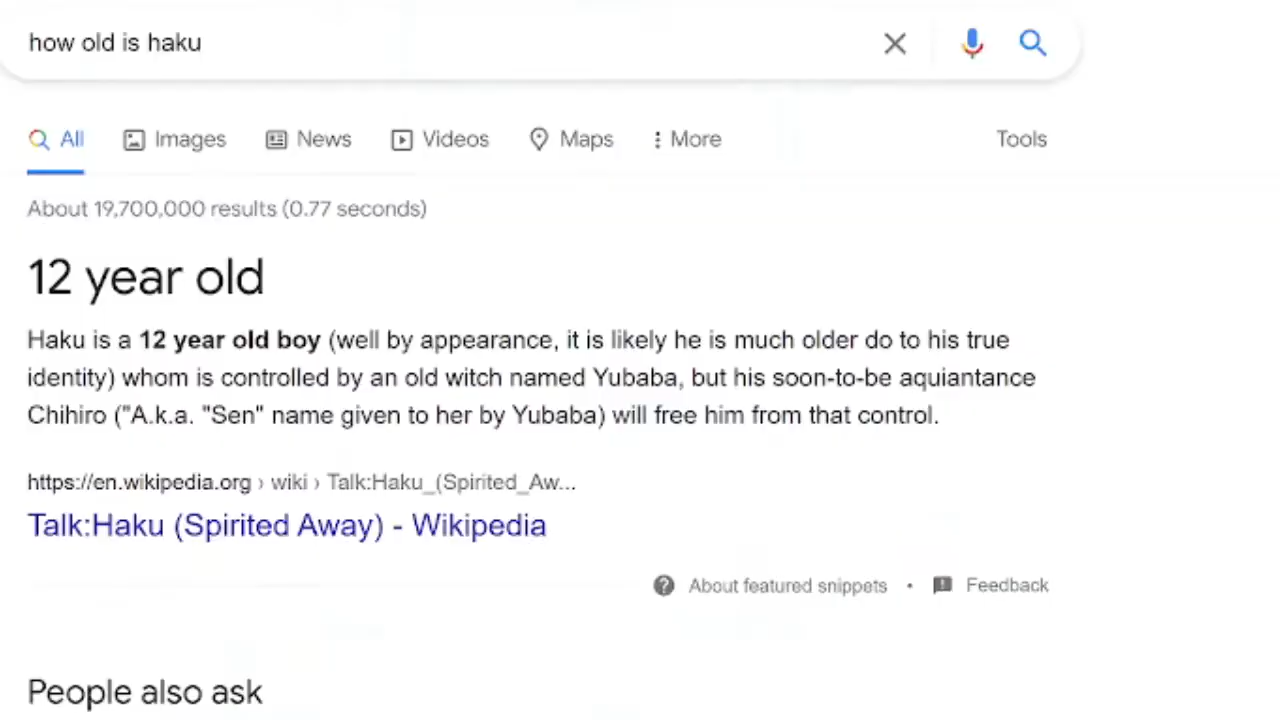 how old is haku
All Images News Videos Maps More Tools
About 19,700,000 results (0.77 seconds)
12 year old
Haku is a 12 year old boy (well by appearance, it is likely he is much older do to his true
identity) whom is controlled by an old witch named Yubaba, but his soon-to-be aquiantance
Chihiro ("A.k.a. "Sen" name given to her by Yubaba) will free him from that control.
https://en.wikipedia.org › wiki › Talk:Haku_(Spirited_Aw...
Talk:Haku (Spirited Away) - Wikipedia
About featured snippets • Feedback
People also ask